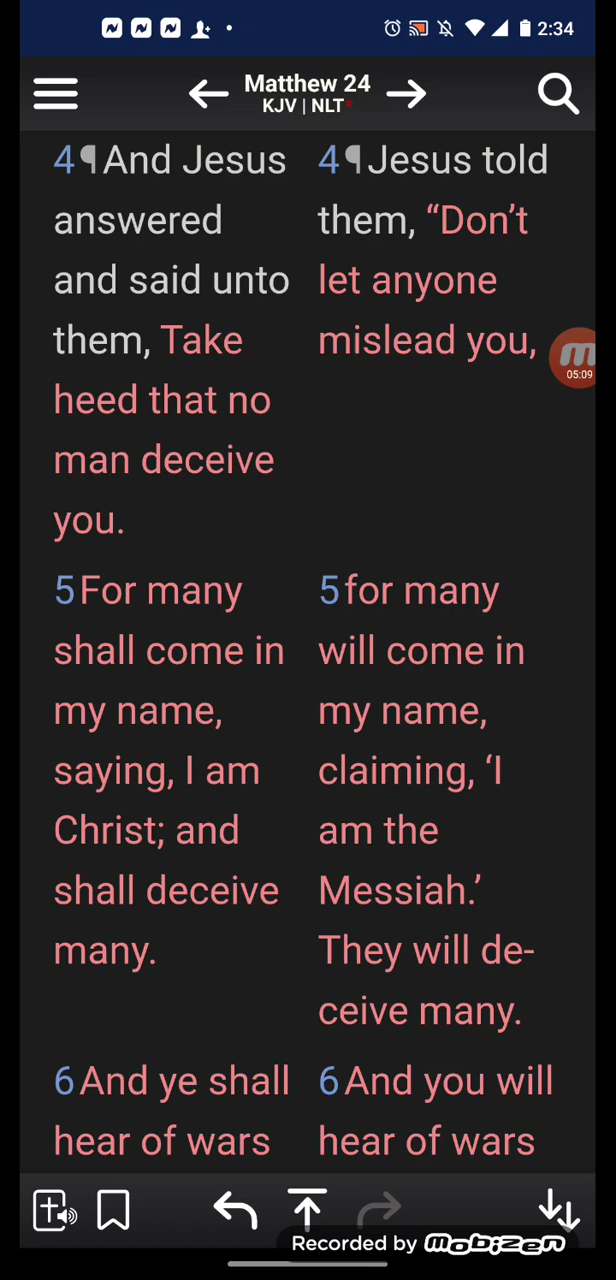 2:34
Matthew 24
KJV | NLT*
4¶And Jesus
answered
and said unto
them, Take
heed that no
man deceive
you.
4¶Jesus told
them, “Don’t
let anyone
mislead you,
05:09
5For many
shall come in
my name,
saying, I am
Christ; and
shall deceive
many.
5for many
will come in
my name,
claiming, ‘I
am the
Messiah.’
They will de-
ceive many.
6And ye shall
hear of wars
6And you will
hear of wars
Recorded by mobizen